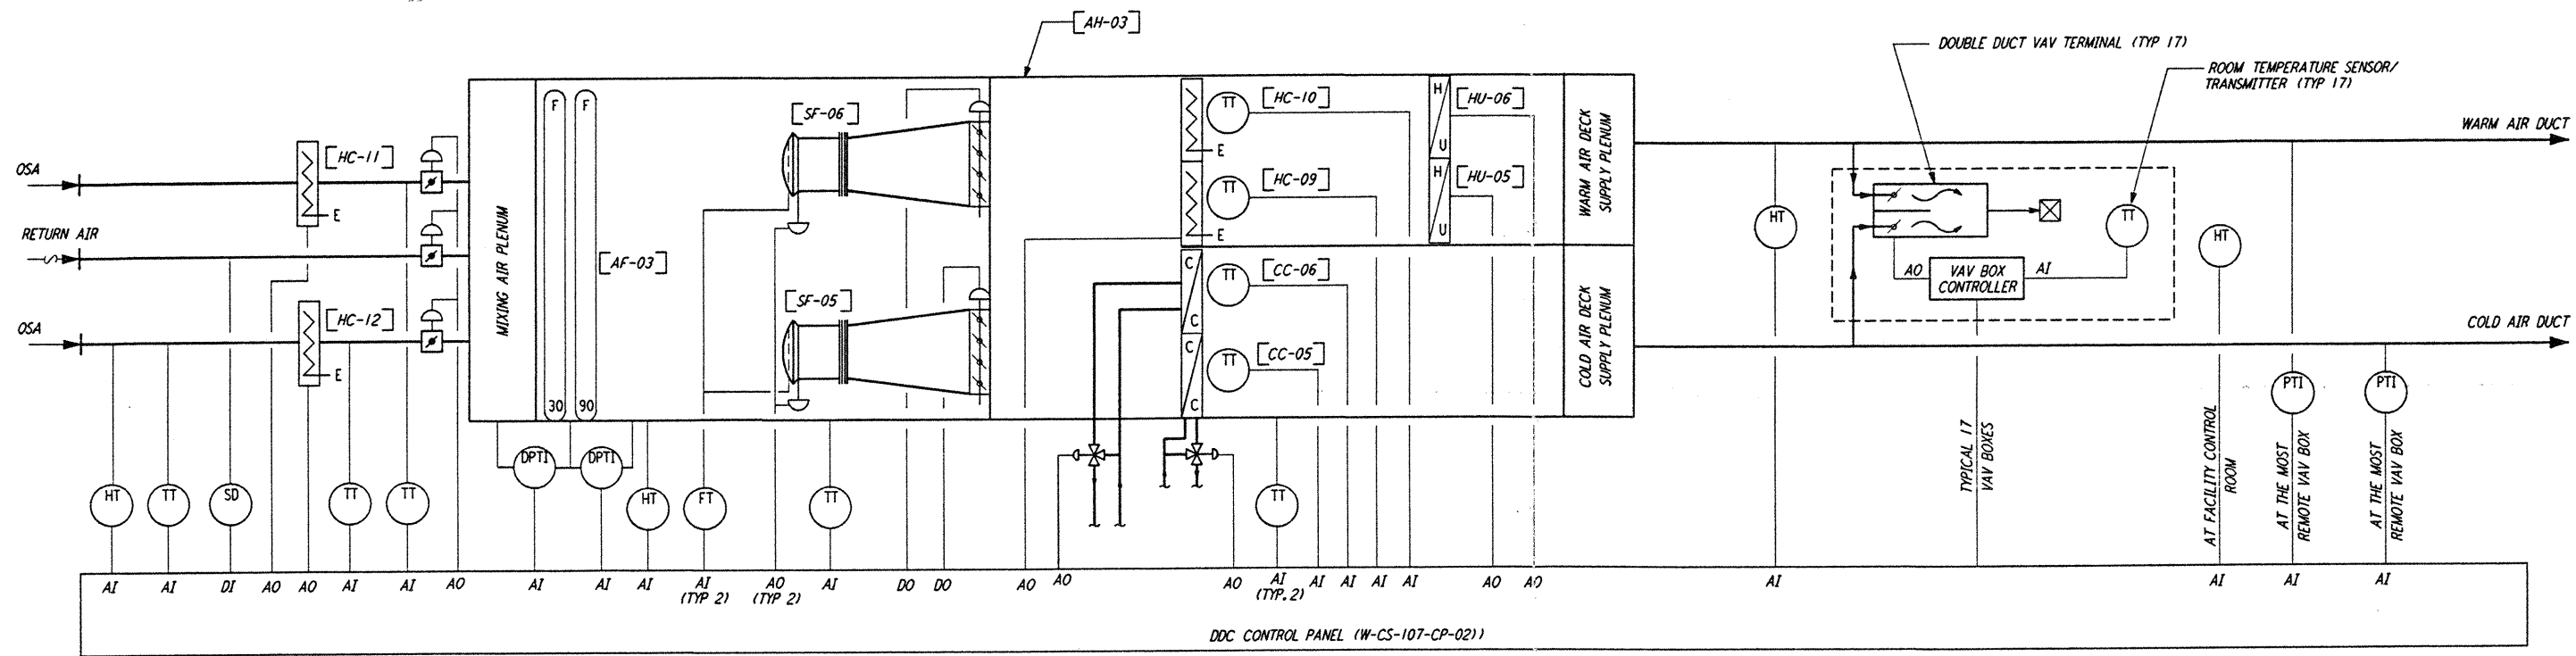 [AH-03]
DOUBLE DUCT VAV TERMINAL (TYP 17)
ROOM TEMPERATURE SENSOR/
TRANSMITTER (TYP 17)
OSA
[HC-11]
E
RETURN AIR
OSA
[HC-12]
E
MIXING AIR PLENUM
F
F
30
90
[AF-03]
[SF-06]
[SF-05]
E
E
TT
[HC-10]
TT
[HC-09]
H
U
H
U
[HU-06]
[HU-05]
C
C
C
C
TT
[CC-06]
TT
[CC-05]
WARM AIR DECK
SUPPLY PLENUM
COLD AIR DECK
SUPPLY PLENUM
WARM AIR DUCT
COLD AIR DUCT
HT
TT
AO
VAV BOX
CONTROLLER
AI
HT
PTI
PTI
TYPICAL 17
VAV BOXES
AT FACILITY CONTROL
ROOM
AT THE MOST
REMOTE VAV BOX
AT THE MOST
REMOTE VAV BOX
DPTI
DPTI
HT
TT
SD
TT
TT
HT
FT
TT
TT
AI
AI
DI
AO
AO
AI
AI
AO
AI
AI
AI
AI
(TYP 2)
AO
(TYP 2)
AI
DO
DO
AO
AO
AO
AI
(TYP.2)
AI
AI
AI
AI
AO
AO
AI
AI
AI
AI
DDC CONTROL PANEL (W-CS-107-CP-02))